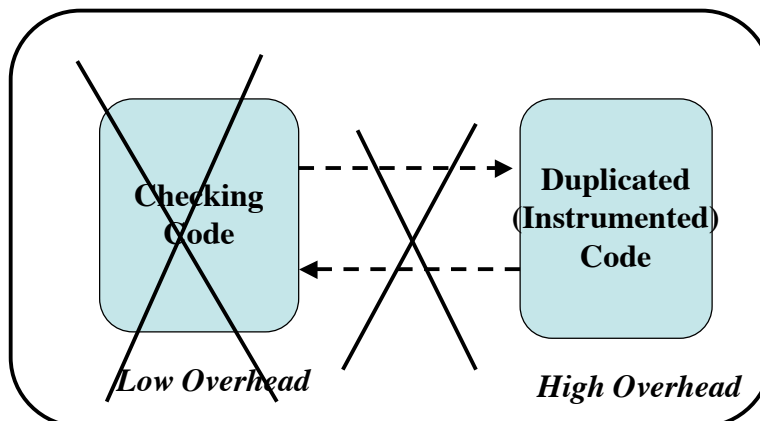 Checking
Code
Duplicated
(Instrumented)
Code
Low Overhead
High Overhead